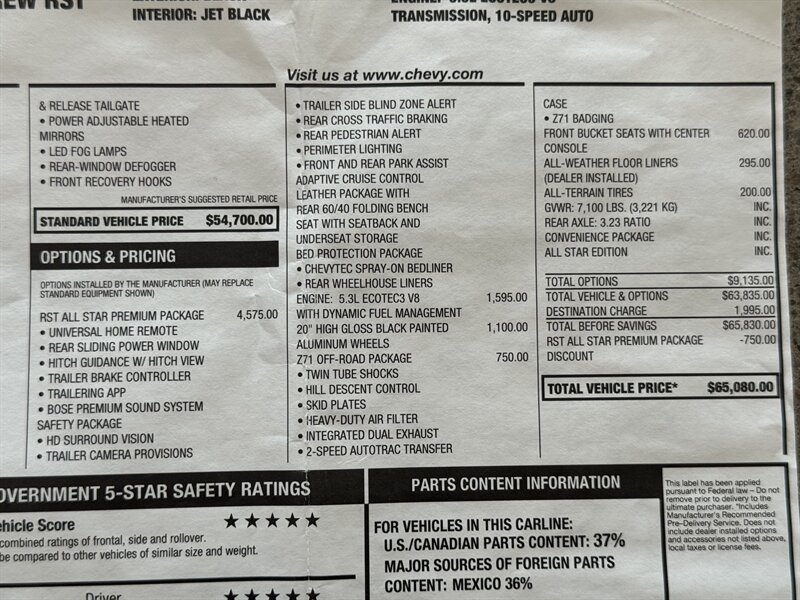 INTERIOR: JET BLACK
TRANSMISSION, 10-SPEED AUTO
Visit us at www.chevy.com
& RELEASE TAILGATE
• POWER ADJUSTABLE HEATED
MIRRORS
• LED FOG LAMPS
• REAR-WINDOW DEFOGGER
• FRONT RECOVERY HOOKS
MANUFACTURER'S SUGGESTED RETAIL PRICE
STANDARD VEHICLE PRICE $54,700.00
OPTIONS & PRICING
OPTIONS INSTALLED BY THE MANUFACTURER (MAY REPLACE
STANDARD EQUIPMENT SHOWN)
RST ALL STAR PREMIUM PACKAGE 4,575.00
• UNIVERSAL HOME REMOTE
• REAR SLIDING POWER WINDOW
• HITCH GUIDANCE W/ HITCH VIEW
• TRAILER BRAKE CONTROLLER
• TRAILERING APP
• BOSE PREMIUM SOUND SYSTEM
SAFETY PACKAGE
• HD SURROUND VISION
• TRAILER CAMERA PROVISIONS
• TRAILER SIDE BLIND ZONE ALERT
• REAR CROSS TRAFFIC BRAKING
• REAR PEDESTRIAN ALERT
• PERIMETER LIGHTING
• FRONT AND REAR PARK ASSIST
ADAPTIVE CRUISE CONTROL
LEATHER PACKAGE WITH
REAR 60/40 FOLDING BENCH
SEAT WITH SEATBACK AND
UNDERSEAT STORAGE
BED PROTECTION PACKAGE
• CHEVYTEC SPRAY-ON BEDLINER
• REAR WHEELHOUSE LINERS
ENGINE: 5.3L ECOTEC3 V8 1,595.00
WITH DYNAMIC FUEL MANAGEMENT
20" HIGH GLOSS BLACK PAINTED 1,100.00
ALUMINUM WHEELS
Z71 OFF-ROAD PACKAGE 750.00
• TWIN TUBE SHOCKS
• HILL DESCENT CONTROL
• SKID PLATES
• HEAVY-DUTY AIR FILTER
• INTEGRATED DUAL EXHAUST
• 2-SPEED AUTOTRAC TRANSFER
CASE
• Z71 BADGING
FRONT BUCKET SEATS WITH CENTER 620.00
CONSOLE
ALL-WEATHER FLOOR LINERS 295.00
(DEALER INSTALLED)
ALL-TERRAIN TIRES 200.00
GVWR: 7,100 LBS. (3,221 KG) INC.
REAR AXLE: 3.23 RATIO INC.
CONVENIENCE PACKAGE INC.
ALL STAR EDITION INC.
TOTAL OPTIONS $9,135.00
TOTAL VEHICLE & OPTIONS $63,835.00
DESTINATION CHARGE 1,995.00
TOTAL BEFORE SAVINGS $65,830.00
RST ALL STAR PREMIUM PACKAGE -750.00
DISCOUNT
TOTAL VEHICLE PRICE* $65,080.00
OVERNMENT 5-STAR SAFETY RATINGS
ehicle Score ★★★★★
combined ratings of frontal, side and rollover.
be compared to other vehicles of similar size and weight.
Driver ★★★★★
PARTS CONTENT INFORMATION
FOR VEHICLES IN THIS CARLINE:
U.S./CANADIAN PARTS CONTENT: 37%
MAJOR SOURCES OF FOREIGN PARTS
CONTENT: MEXICO 36%
This label has been applied
pursuant to Federal law – Do not
remove prior to delivery to the
ultimate purchaser. *Includes
Manufacturer's Recommended
Pre-Delivery Service. Does not
include dealer installed options
and accessories not listed above,
local taxes or license fees.